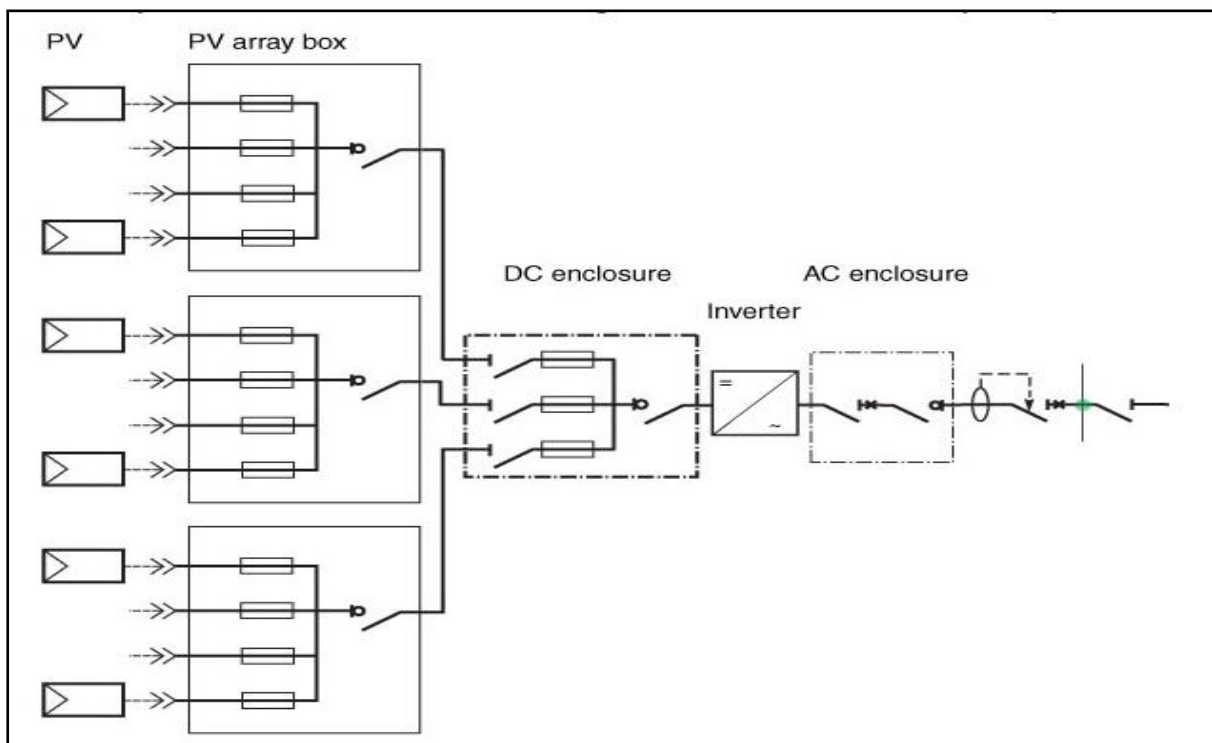 PV
PV array box
DC enclosure
AC enclosure
Inverter
=
~